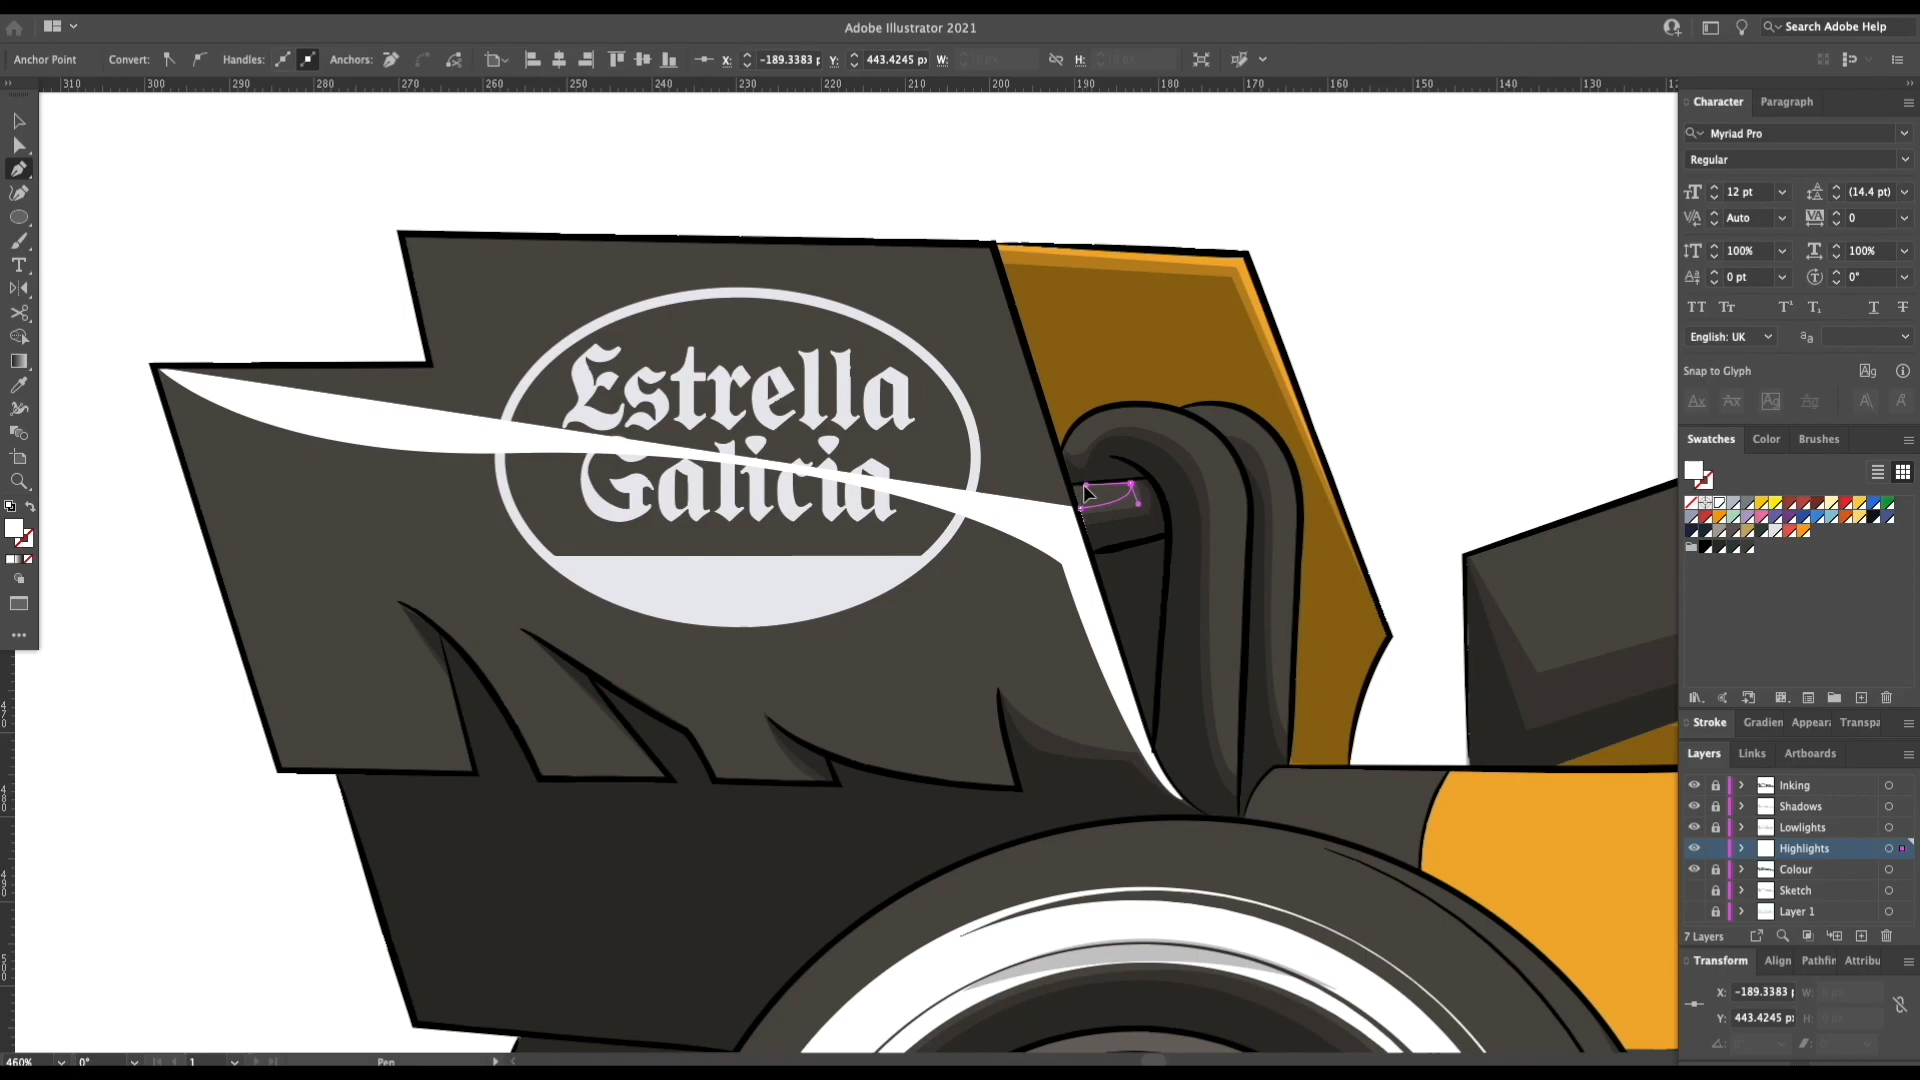 Adobe Illustrator 2021
Search Adobe Help
Anchor Point
Convert:
Handles:
Anchors:
X: -189.3383 p
Y: 443.4245 p
W:
H:
310 300 290 280 270 260 250 240 230 220 210 200 190 180 170 160 150 140 130
Character Paragraph
Myriad Pro
Regular
12 pt (14.4 pt)
Auto 0
100% 100%
0 pt 0°
English: UK
Snap to Glyph
Swatches Color Brushes
Estrella
Galicia
Stroke Gradien Appeara Transpa
Layers Links Artboards
Inking
Shadows
Lowlights
Highlights
Colour
Sketch
Layer 1
7 Layers
Transform Align Pathfin Attribu
X: -189.3383 p W:
Y: 443.4245 p H:
460% 0° 1 Pen